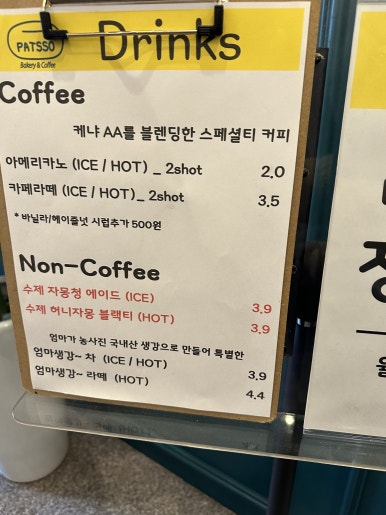 PATSSO
Bakery & Coffee
Drinks
Coffee
케냐 AA를 블렌딩한 스페셜티 커피
아메리카노 (ICE / HOT) _ 2shot 2.0
카페라떼 (ICE / HOT)_ 2shot 3.5
* 바닐라/헤이즐넛 시럽추가 500원
Non-Coffee
수제 자몽청 에이드 (ICE) 3.9
수제 허니자몽 블랙티 (HOT) 3.9
엄마가 농사진 국내산 생강으로 만들어 특별한
엄마생강~ 차 (ICE / HOT) 3.9
엄마생강~ 라떼 (HOT) 4.4